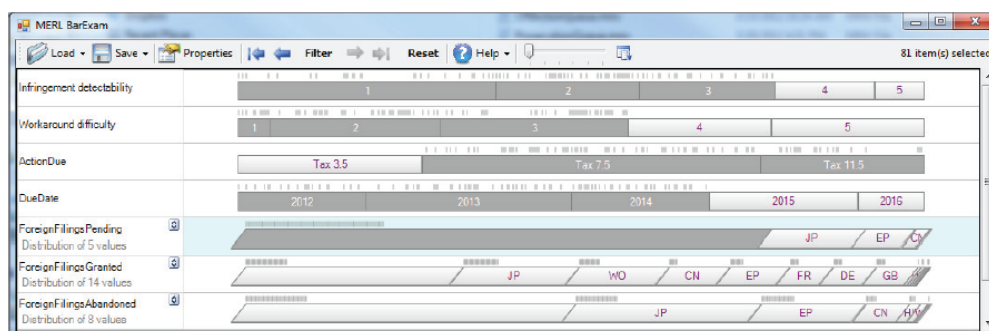 MERL BarExam
Load Save Properties Filter Reset Help 81 item(s) selected
Infringement detectability 1 2 3 4 5
Workaround difficulty 1 2 3 4 5
ActionDue Tax 3.5 Tax 7.5 Tax 11.5
DueDate 2012 2013 2014 2015 2016
ForeignFilingsPending JP EP CN
Distribution of 5 values
ForeignFilingsGranted JP WO CN EP FR DE GB
Distribution of 14 values
ForeignFilingsAbandoned JP EP CN
Distribution of 8 values